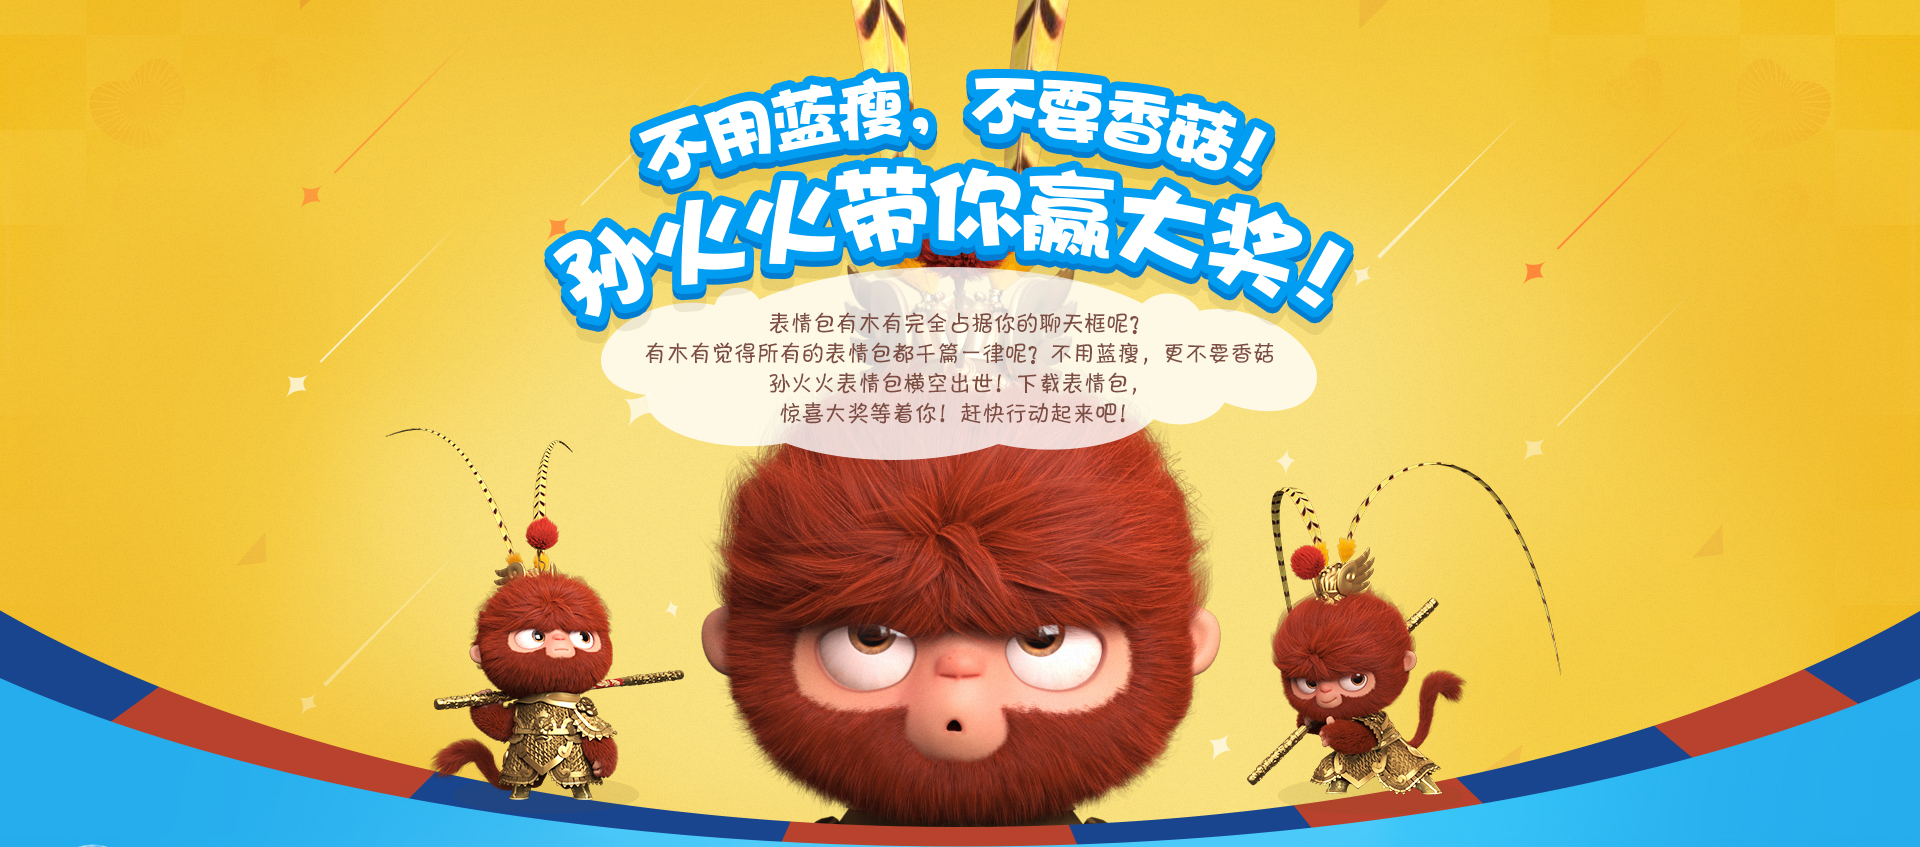 不用蓝瘦，不要香菇！
孙火火带你赢大奖！
表情包有木有完全占据你的聊天框呢？
有木有觉得所有的表情包都千篇一律呢？不用蓝瘦，更不要香菇
孙火火表情包横空出世！下载表情包，
惊喜大奖等着你！赶快行动起来吧！